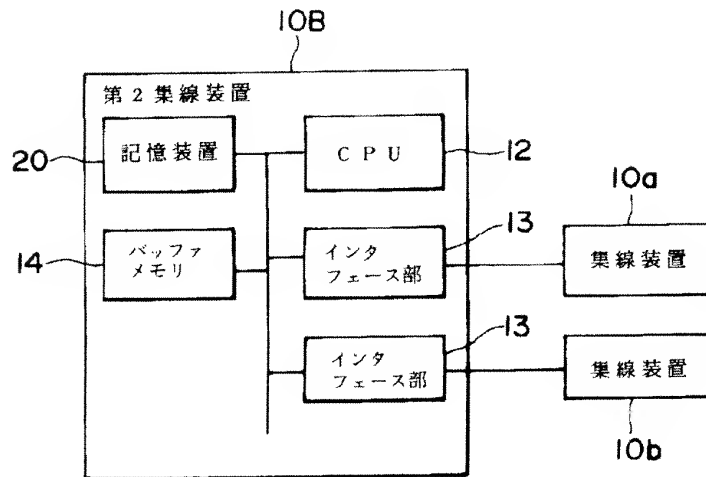 10B
第2集線装置
20
記憶装置
CPU
12
10a
14
バッファ
メモリ
インタ
フェース部
13
集線装置
インタ
フェース部
13
集線装置
10b